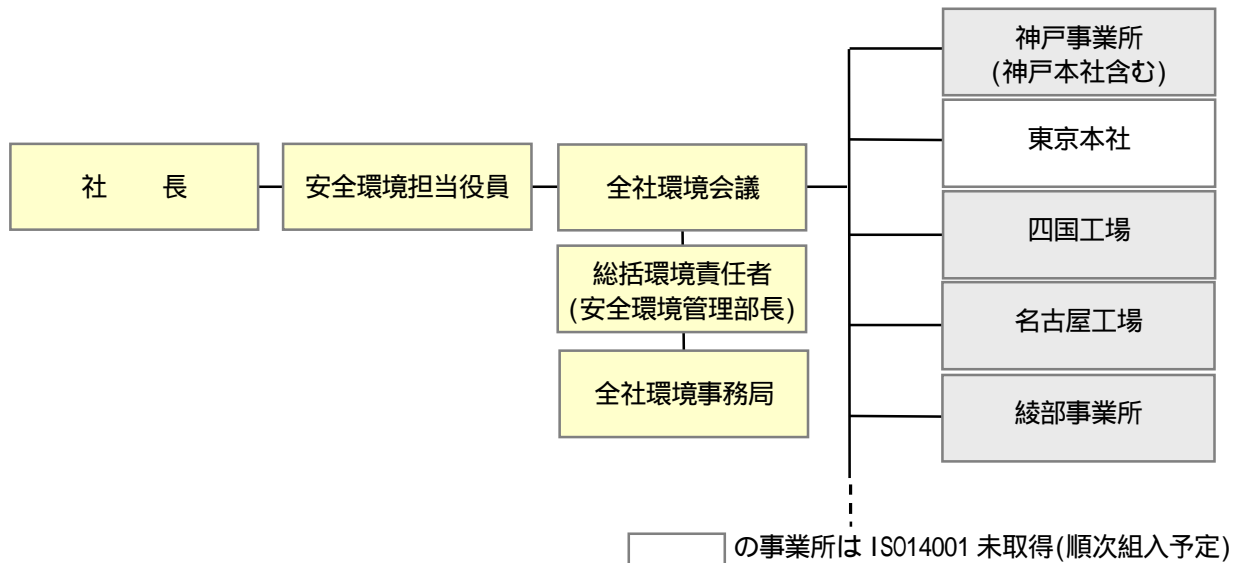 社　　長
安全環境担当役員
全社環境会議
総括環境責任者
(安全環境管理部長)
全社環境事務局
神戸事業所
(神戸本社含む)
東京本社
四国工場
名古屋工場
綾部事業所
の事業所は ISO14001 未取得(順次組入予定)